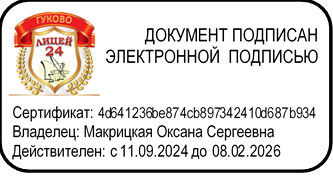 ГУКОВО
ЛИЦЕЙ
24
ДОКУМЕНТ ПОДПИСАН
ЭЛЕКТРОННОЙ ПОДПИСЬЮ
Сертификат: 4d641236be874cb897342410d687b934
Владелец: Макрицкая Оксана Сергеевна
Действителен: с 11.09.2024 до 08.02.2026